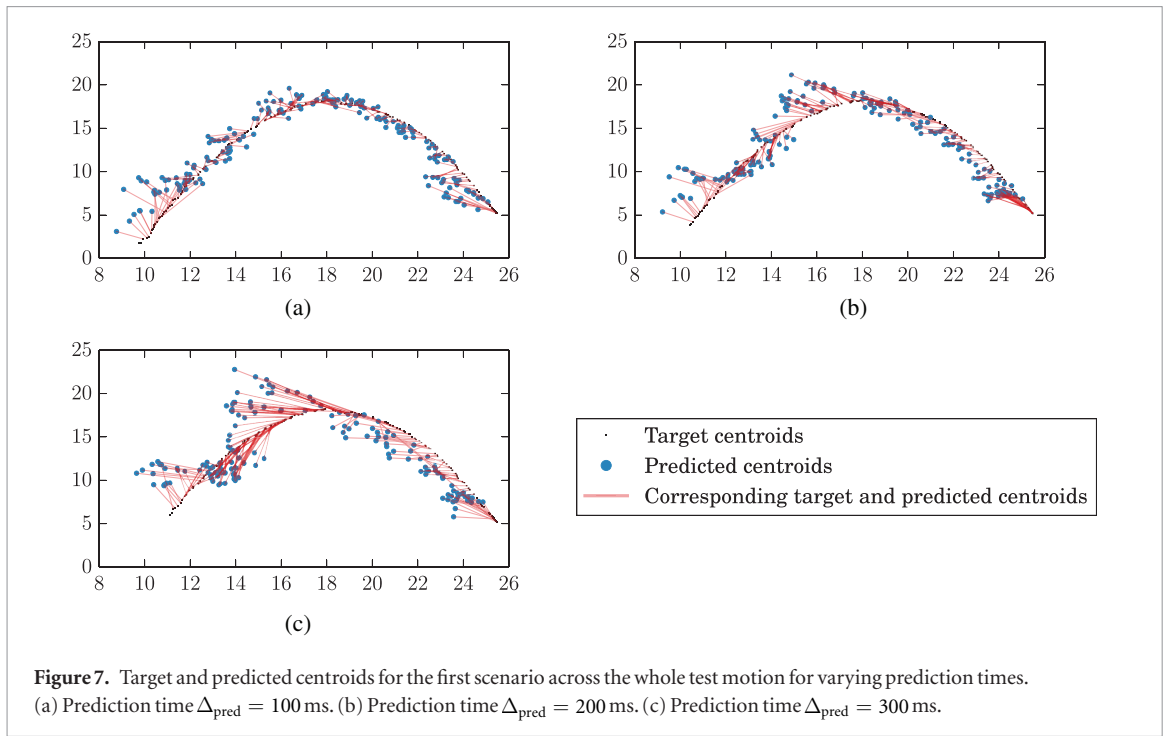 25
20
15
10
5
0
8 10 12 14 16 18 20 22 24 26
(a)
25
20
15
10
5
0
8 10 12 14 16 18 20 22 24 26
(b)
25
20
15
10
5
0
8 10 12 14 16 18 20 22 24 26
(c)
Target centroids
Predicted centroids
Corresponding target and predicted centroids
Figure 7. Target and predicted centroids for the first scenario across the whole test motion for varying prediction times.
(a) Prediction time Δpred = 100 ms. (b) Prediction time Δpred = 200 ms. (c) Prediction time Δpred = 300 ms.